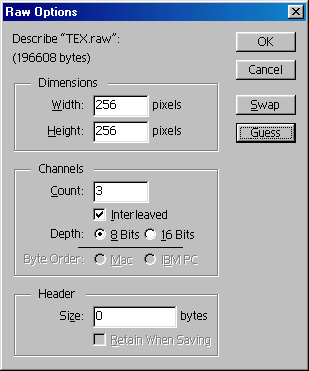 Raw Options
Describe "TEX.raw":
(196608 bytes)
OK
Cancel
Swap
Guess
Dimensions
Width: 256 pixels
Height: 256 pixels
Channels
Count: 3
Interleaved
Depth: 8 Bits 16 Bits
Byte Order: Mac IBM PC
Header
Size: 0 bytes
Retain When Saving